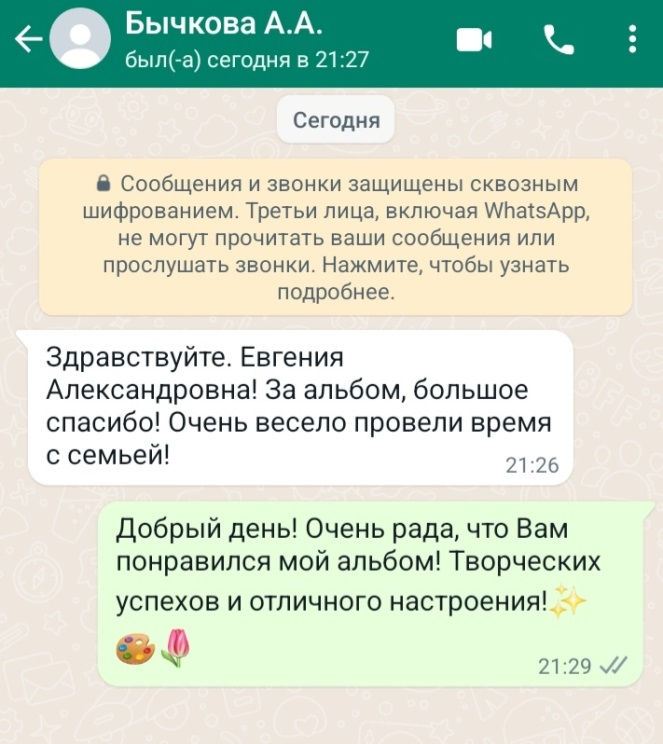 Бычкова А.А.
был(-а) сегодня в 21:27
Сегодня
Сообщения и звонки защищены сквозным
шифрованием. Третьи лица, включая WhatsApp,
не могут прочитать ваши сообщения или
прослушать звонки. Нажмите, чтобы узнать
подробнее.
Здравствуйте. Евгения
Александровна! За альбом, большое
спасибо! Очень весело провели время
с семьей!
21:26
Добрый день! Очень рада, что Вам
понравился мой альбом! Творческих
успехов и отличного настроения!✨
🎨🌷
21:29